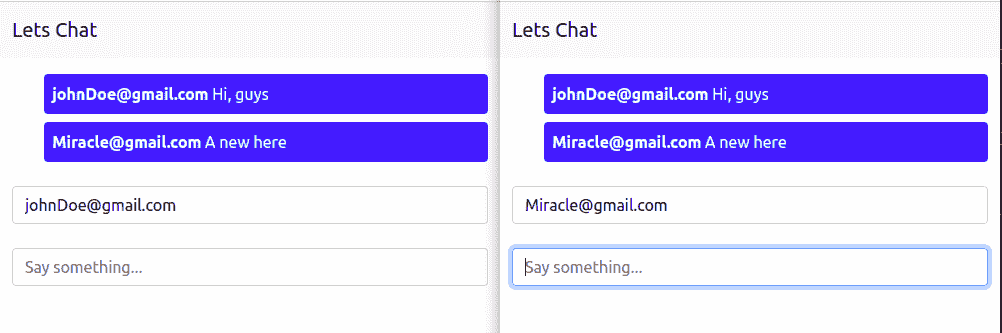 Lets Chat
johnDoe@gmail.com Hi, guys
Miracle@gmail.com A new here
johnDoe@gmail.com
Say something...
Lets Chat
johnDoe@gmail.com Hi, guys
Miracle@gmail.com A new here
Miracle@gmail.com
Say something...